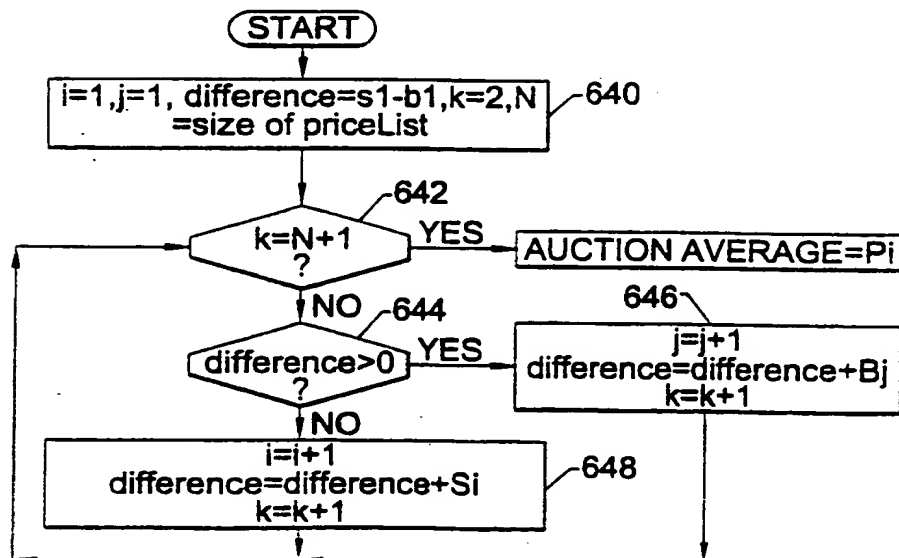 START
i=1,j=1, difference=s1-b1,k=2,N
=size of priceList
640
642
k=N+1
?
YES
AUCTION AVERAGE=Pi
NO
644
646
difference>0
?
YES
j=j+1
difference=difference+Bj
k=k+1
NO
i=i+1
difference=difference+Si
k=k+1
648